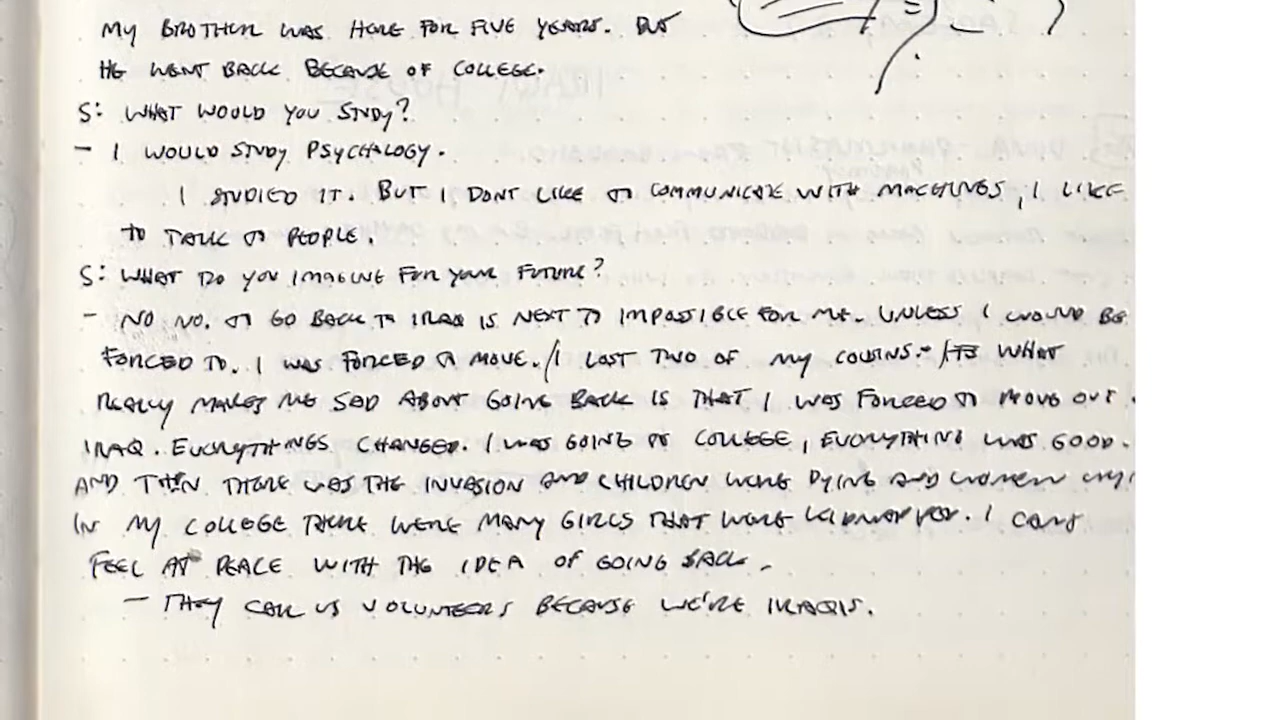 MY BROTHER WAS HERE FOR FIVE YEARS. BUT
HE WENT BACK BECAUSE OF COLLEGE.
S: WHAT WOULD YOU STUDY?
- I WOULD STUDY PSYCHALOGY.
I STUDIED IT. BUT I DONT LIKE TO COMMUNICATE WITH MACHINES, I LIKE
TO TALK TO PEOPLE.
S: WHAT DO YOU IMAGINE FOR YOUR FUTURE?
- NO NO. TO GO BACK TO IRAQ IS NEXT TO IMPOSSIBLE FOR ME. UNLESS I WOULD BE
FORCED TO. I WAS FORCED TO MOVE. / I LOST TWO OF MY COUSINS. / WHAT
REALLY MAKES ME SAD ABOUT GOING BACK IS THAT I WAS FORCED TO MOVE OUT
IRAQ. EVERYTHINGS CHANGED. I WAS GOING TO COLLEGE, EVERYTHING WAS GOOD.
AND THEN THERE WAS THE INVASION AND CHILDREN WERE DYING AND WOMEN
IN MY COLLEGE THERE WERE MANY GIRLS THAT WERE KIDNAPPED. I CANT
FEEL AT PEACE WITH THE IDEA OF GOING BACK.
- THEY CALL US VOLUNTEERS BECAUSE WE'RE IRAQIS.